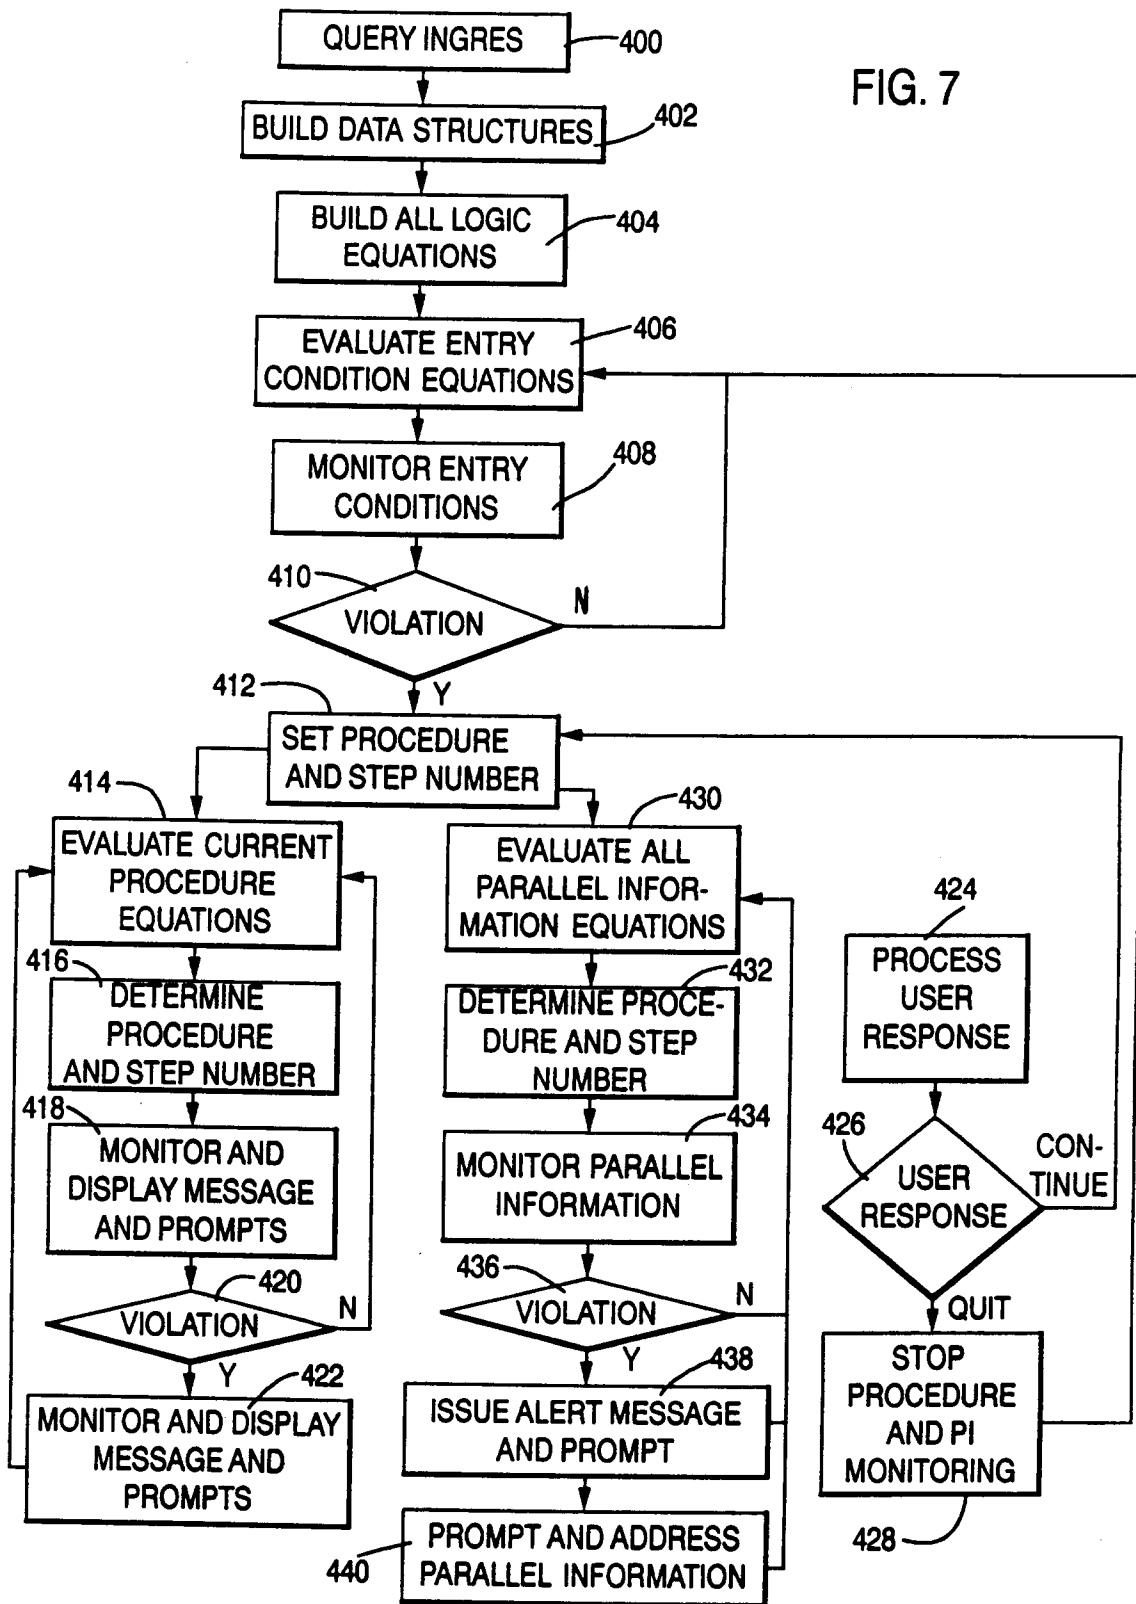 QUERY INGRES
400
FIG. 7
BUILD DATA STRUCTURES
402
BUILD ALL LOGIC
EQUATIONS
404
EVALUATE ENTRY
CONDITION EQUATIONS
406
MONITOR ENTRY
CONDITIONS
408
410
VIOLATION
N
Y
412
SET PROCEDURE
AND STEP NUMBER
414
EVALUATE CURRENT
PROCEDURE
EQUATIONS
416
DETERMINE
PROCEDURE
AND STEP NUMBER
418
MONITOR AND
DISPLAY MESSAGE
AND PROMPTS
420
VIOLATION
N
Y
422
MONITOR AND DISPLAY
MESSAGE AND
PROMPTS
430
EVALUATE ALL
PARALLEL INFOR-
MATION EQUATIONS
432
DETERMINE PROCE-
DURE AND STEP
NUMBER
434
MONITOR PARALLEL
INFORMATION
436
VIOLATION
N
Y
438
ISSUE ALERT MESSAGE
AND PROMPT
440
PROMPT AND ADDRESS
PARALLEL INFORMATION
424
PROCESS
USER
RESPONSE
426
USER
RESPONSE
CON-
TINUE
QUIT
STOP
PROCEDURE
AND PI
MONITORING
428